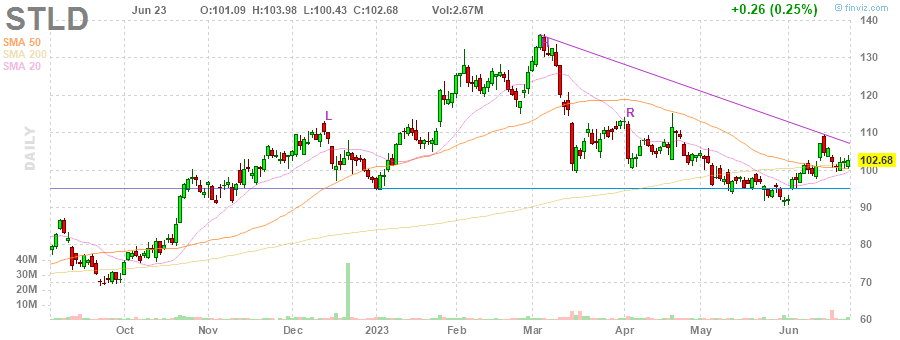 STLD Jun 23 O:101.09 H:103.98 L:100.43 C:102.68 Vol:2.67M +0.26 (0.25%) © finviz.com
SMA 50
SMA 200
SMA 20
DAILY
L
H
R
140
130
120
110
102.68
100
90
80
70
60
40M
30M
20M
10M
Oct Nov Dec 2023 Feb Mar Apr May Jun